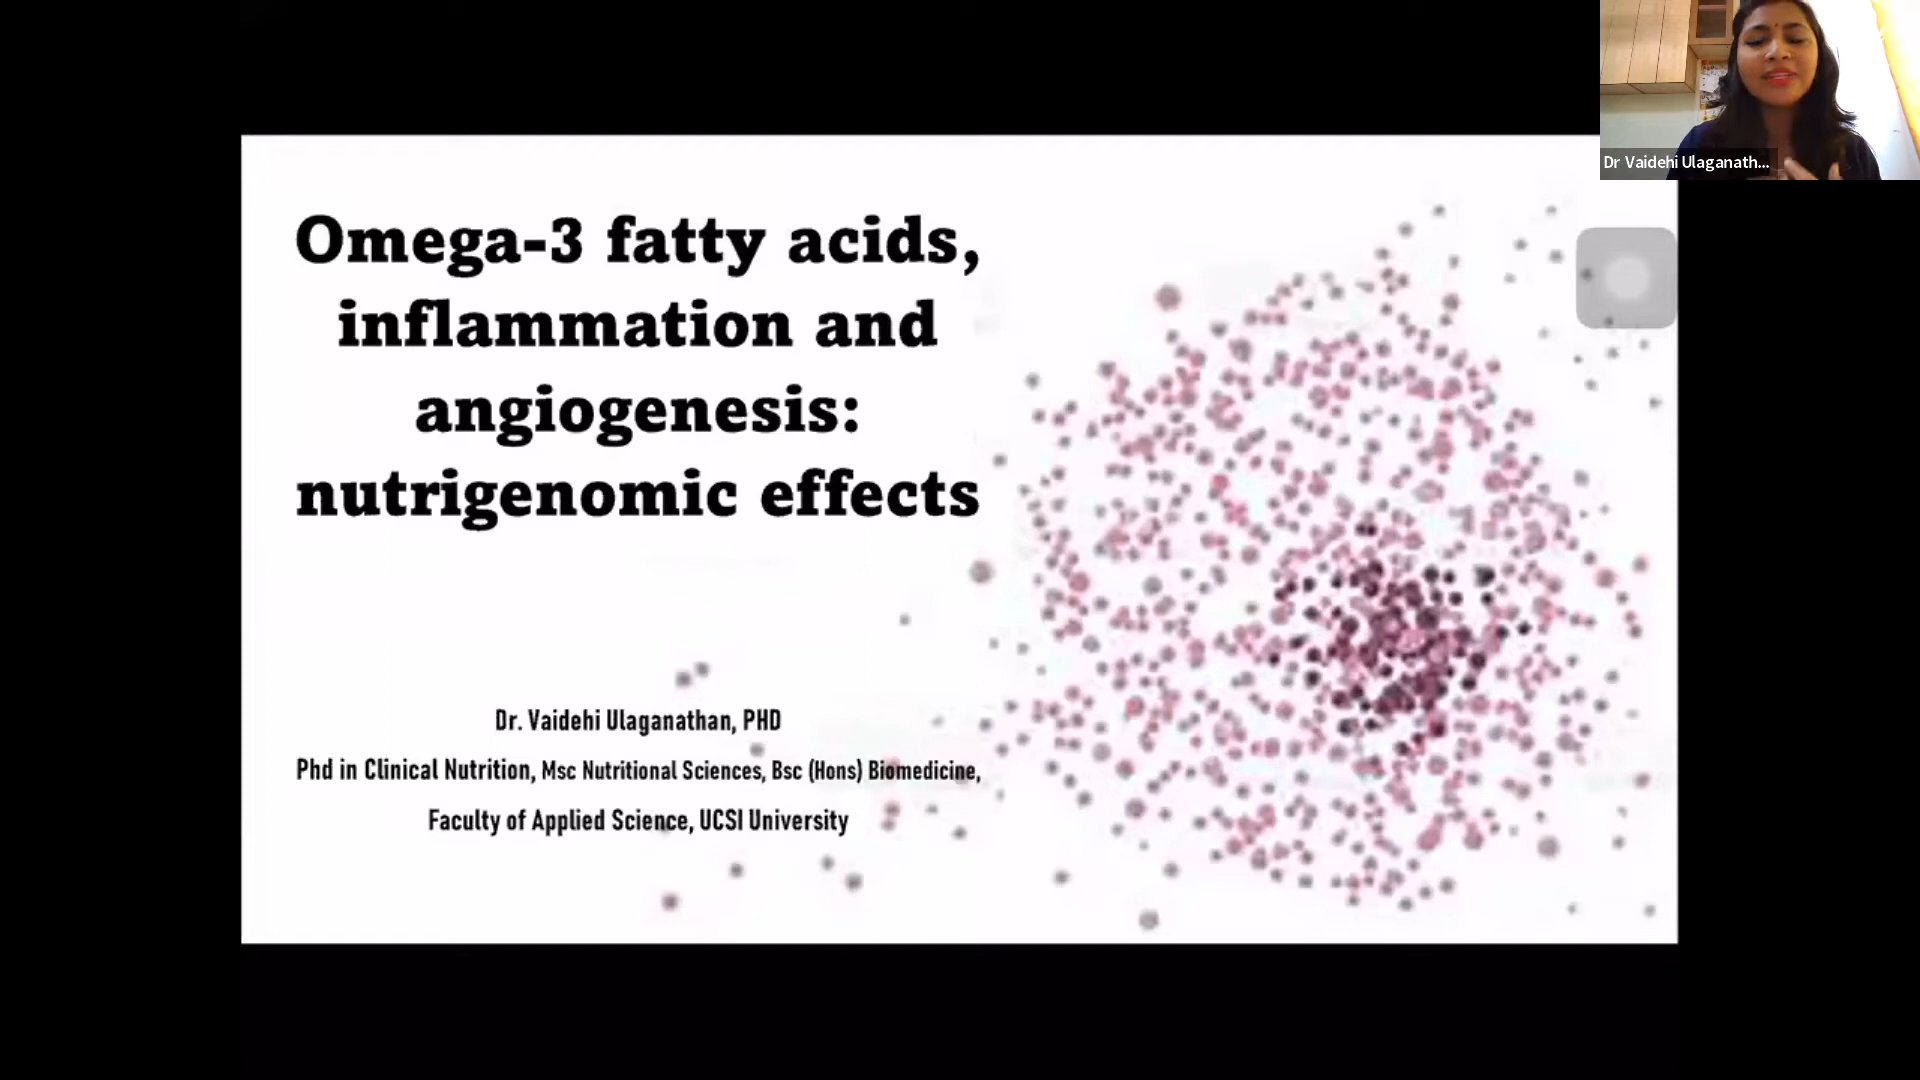 Dr Vaidehi Ulaganath...
Omega-3 fatty acids,
inflammation and
angiogenesis:
nutrigenomic effects
Dr. Vaidehi Ulaganathan, PHD
Phd in Clinical Nutrition, Msc Nutritional Sciences, Bsc (Hons) Biomedicine,
Faculty of Applied Science, UCSI University